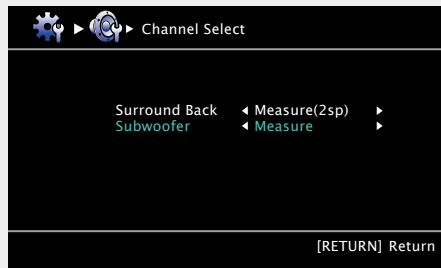 Channel Select
Surround Back Measure(2sp)
Subwoofer Measure
[RETURN] Return